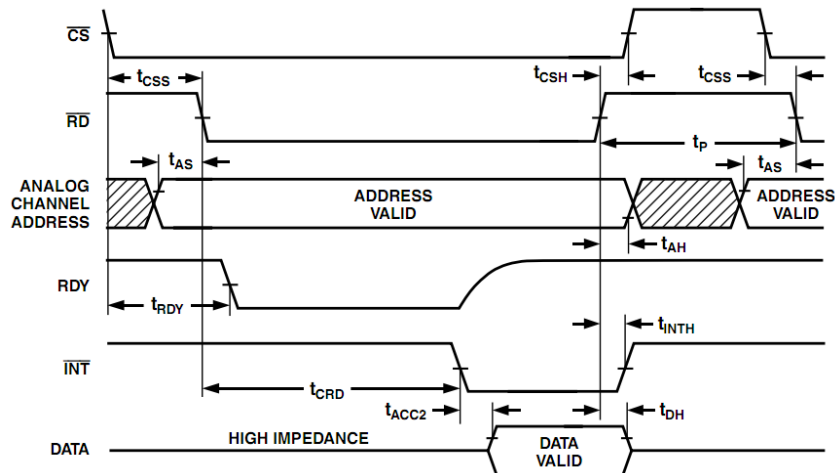 CS
tCSS
tCSH
tCSS
RD
tP
tAS
tAS
ANALOG
CHANNEL
ADDRESS
ADDRESS
VALID
ADDRESS
VALID
tAH
RDY
tRDY
tINTH
INT
tCRD
tACC2
tDH
DATA
HIGH IMPEDANCE
DATA
VALID